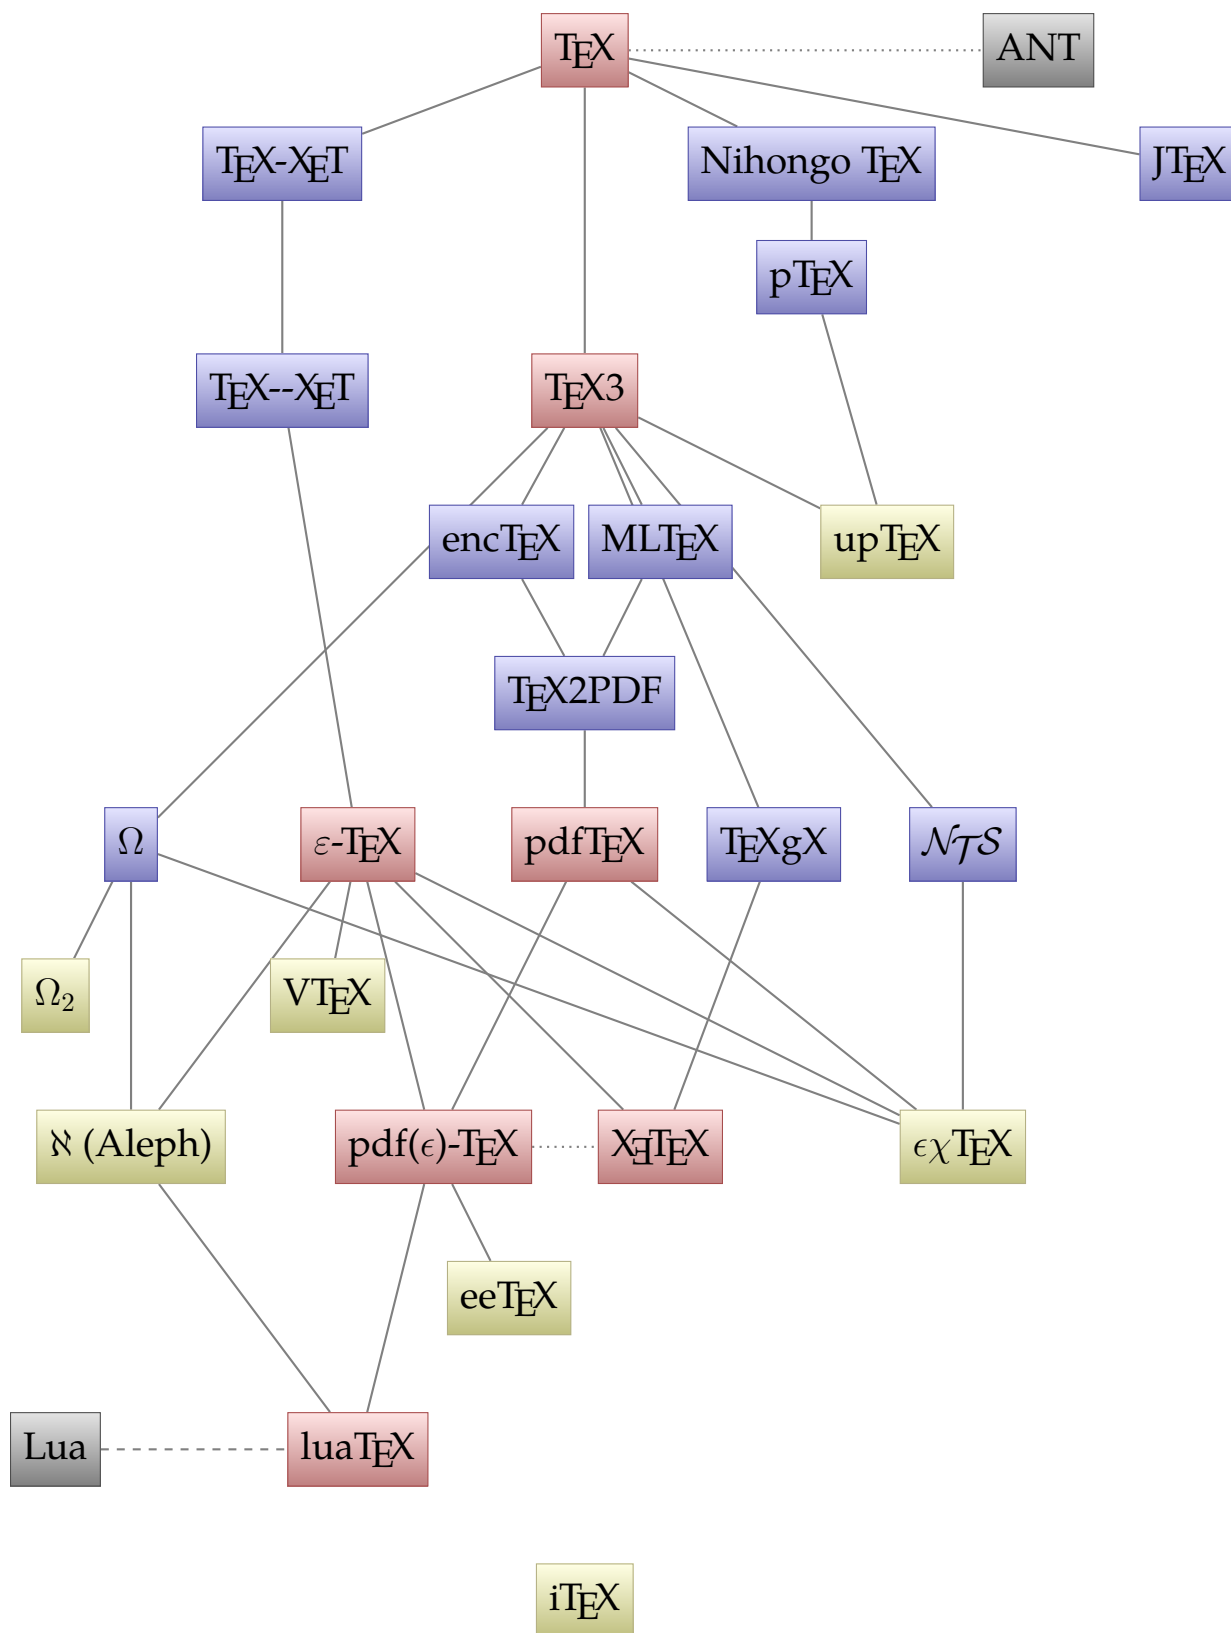 TEX
ANT
TEX-XET
Nihongo TEX
JTEX
pTEX
TEX--XET
TEX3
encTEX
MLTEX
upTEX
TEX2PDF
Ω
ε-TEX
pdfTEX
TEXgX
NTS
Ω₂
VTEX
ℵ (Aleph)
pdf(ϵ)-TEX
XƎTEX
ϵχTEX
eeTEX
Lua
luaTEX
iTEX